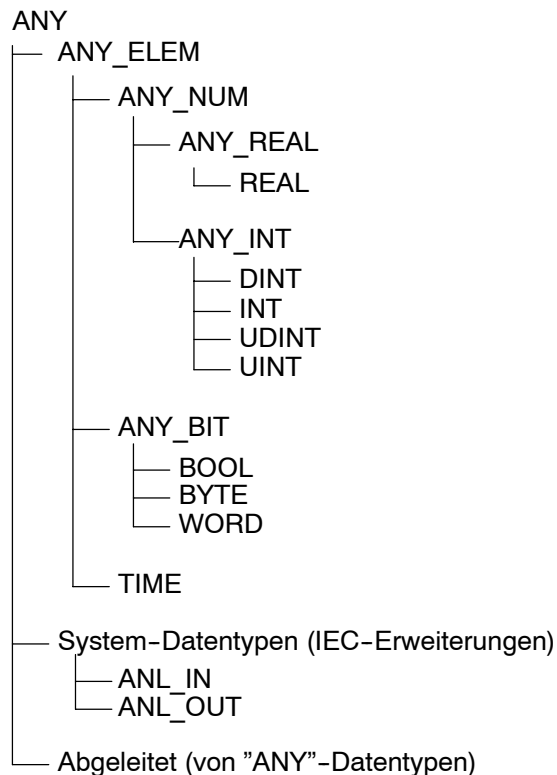 ANY
ANY_ELEM
ANY_NUM
ANY_REAL
REAL
ANY_INT
DINT
INT
UDINT
UINT
ANY_BIT
BOOL
BYTE
WORD
TIME
System-Datentypen (IEC-Erweiterungen)
ANL_IN
ANL_OUT
Abgeleitet (von ”ANY”-Datentypen)